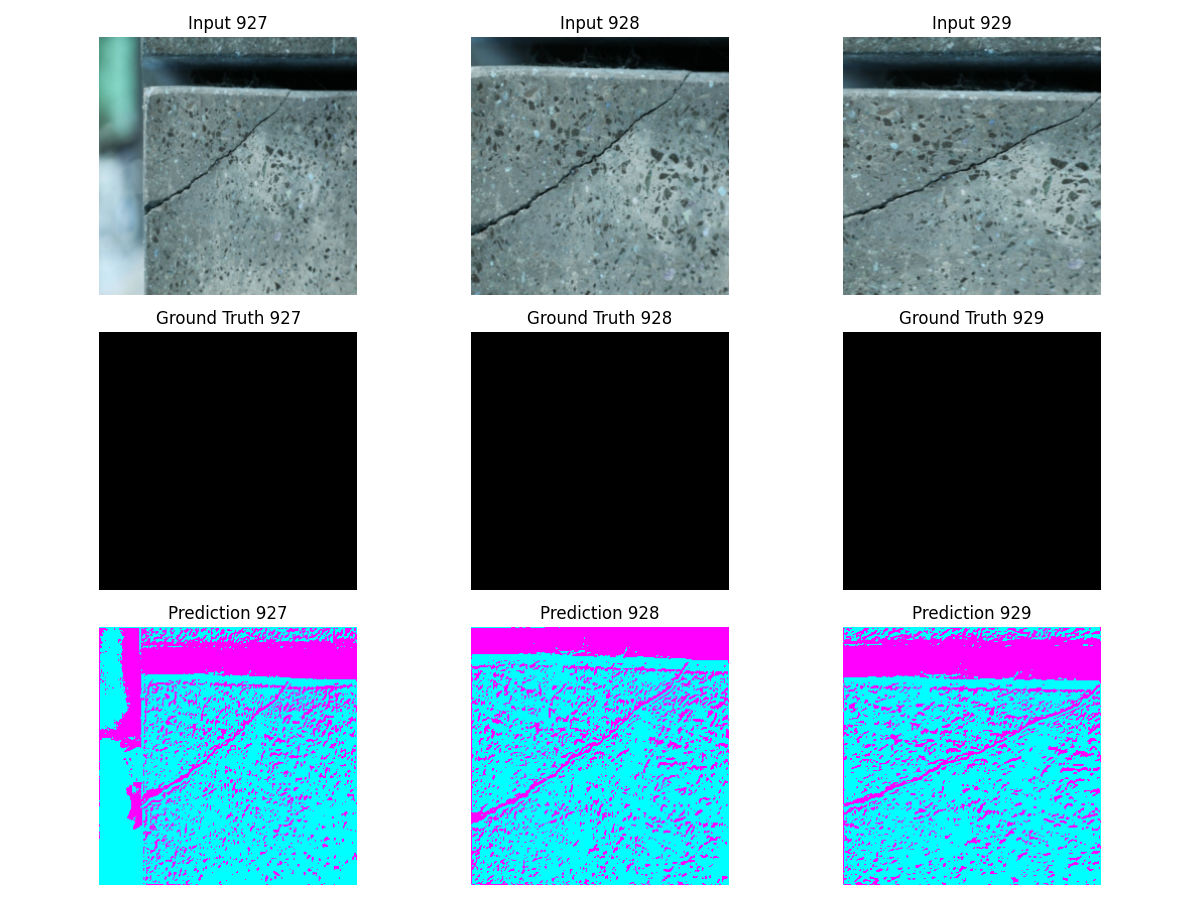 Input 927
Input 928
Input 929
Ground Truth 927
Ground Truth 928
Ground Truth 929
Prediction 927
Prediction 928
Prediction 929